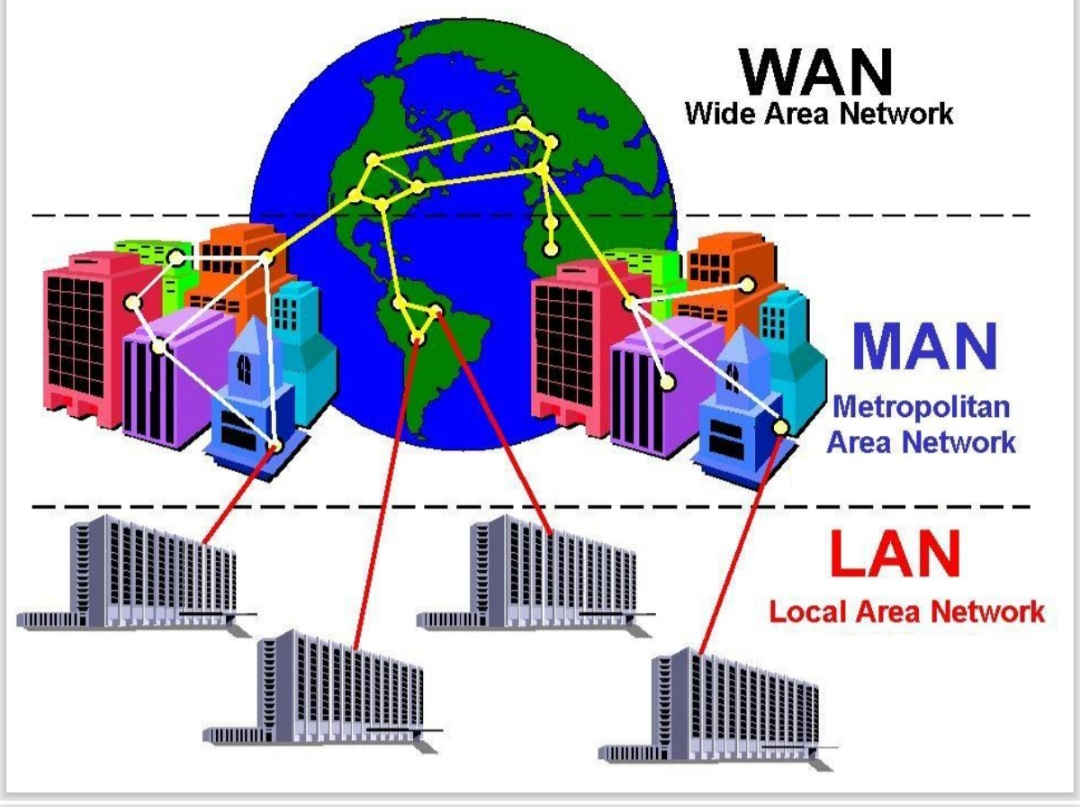 WAN
Wide Area Network
MAN
Metropolitan
Area Network
LAN
Local Area Network